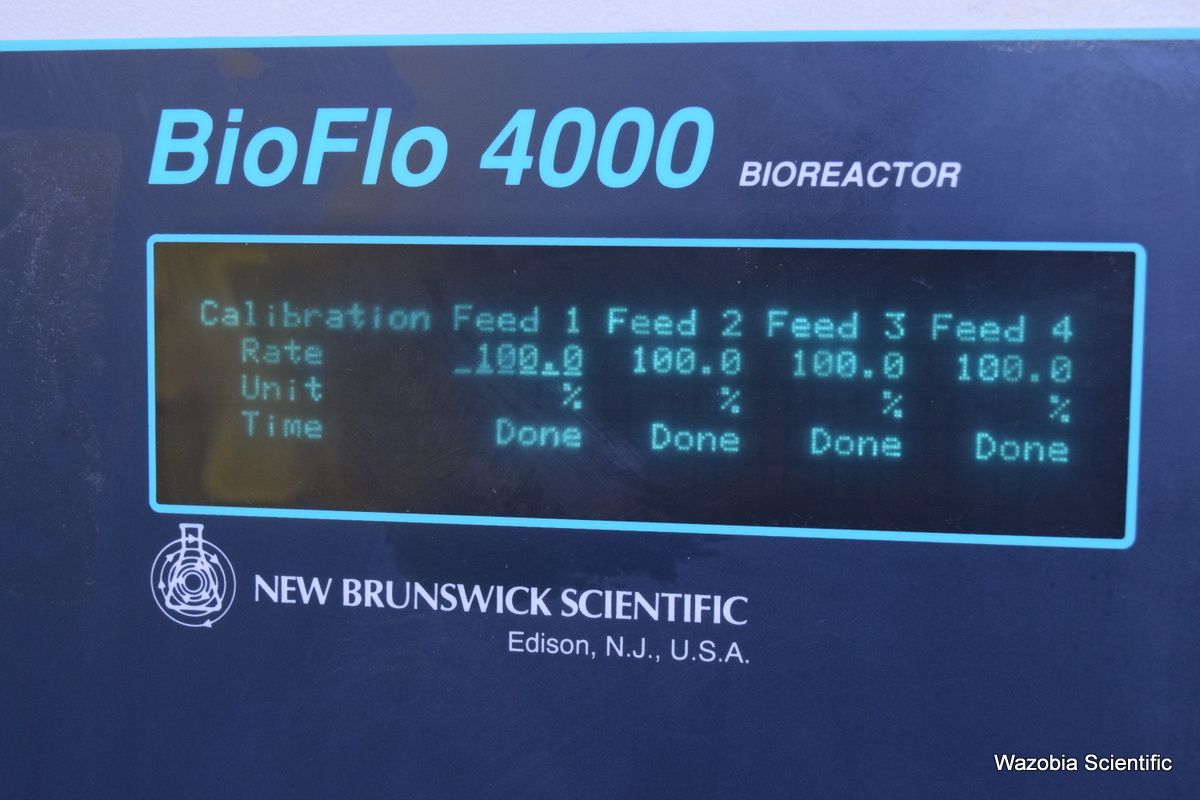 BioFlo 4000 BIOREACTOR
Calibration Feed 1 Feed 2 Feed 3 Feed 4
Rate _100.0 100.0 100.0 100.0
Unit % % % %
Time Done Done Done Done
NEW BRUNSWICK SCIENTIFIC
Edison, N.J., U.S.A.
Wazobia Scientific